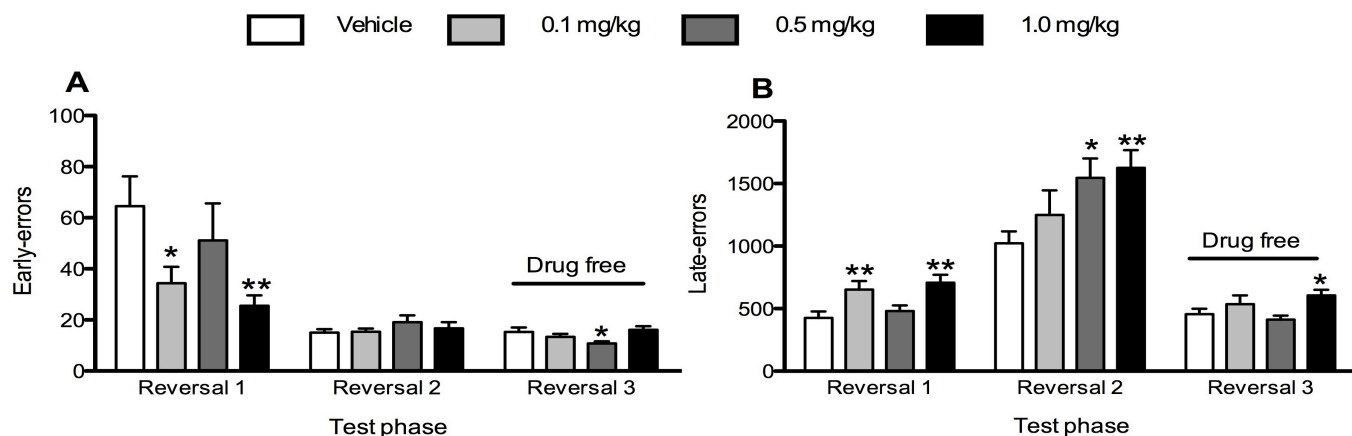 Vehicle 0.1 mg/kg 0.5 mg/kg 1.0 mg/kg
A
Early-errors
100
80
60
40
20
0
*
**
Drug free
*
Reversal 1 Reversal 2 Reversal 3
Test phase
B
Late-errors
2000
1500
1000
500
0
**
**
*
**
Drug free
*
Reversal 1 Reversal 2 Reversal 3
Test phase